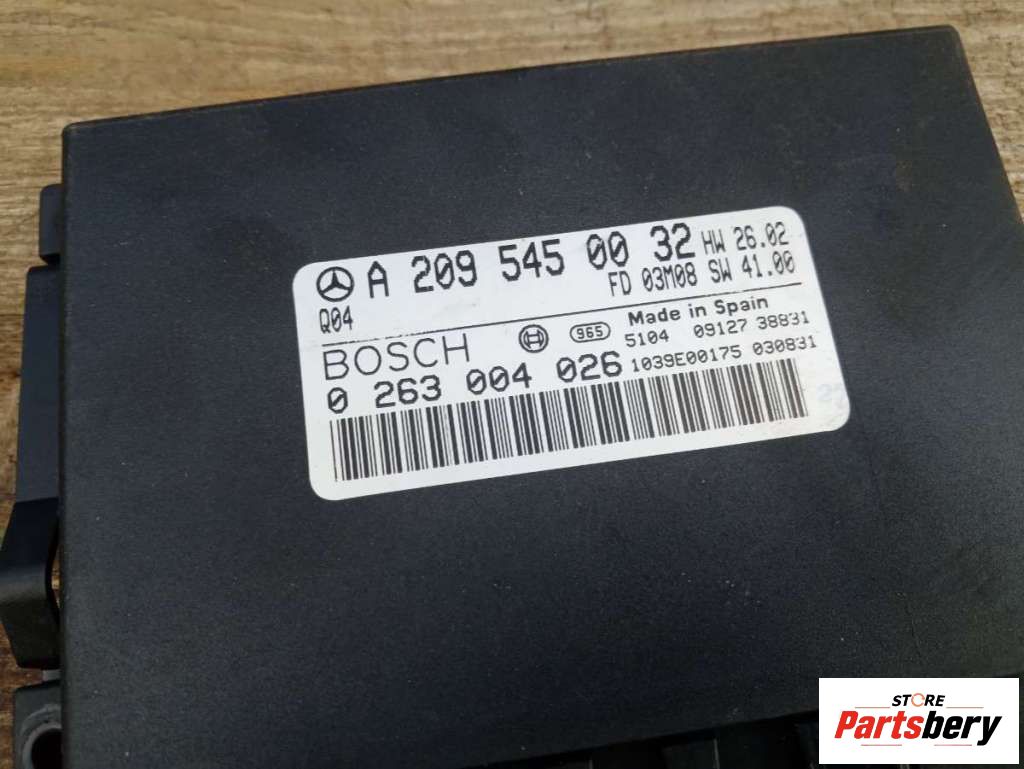 A 209 545 00 32 HW 26.02
Q04 FD 03M08 SW 41.00
BOSCH 965 Made in Spain
5104 09127 38831
0 263 004 026 1039E00175 030831
STORE
Partsbery